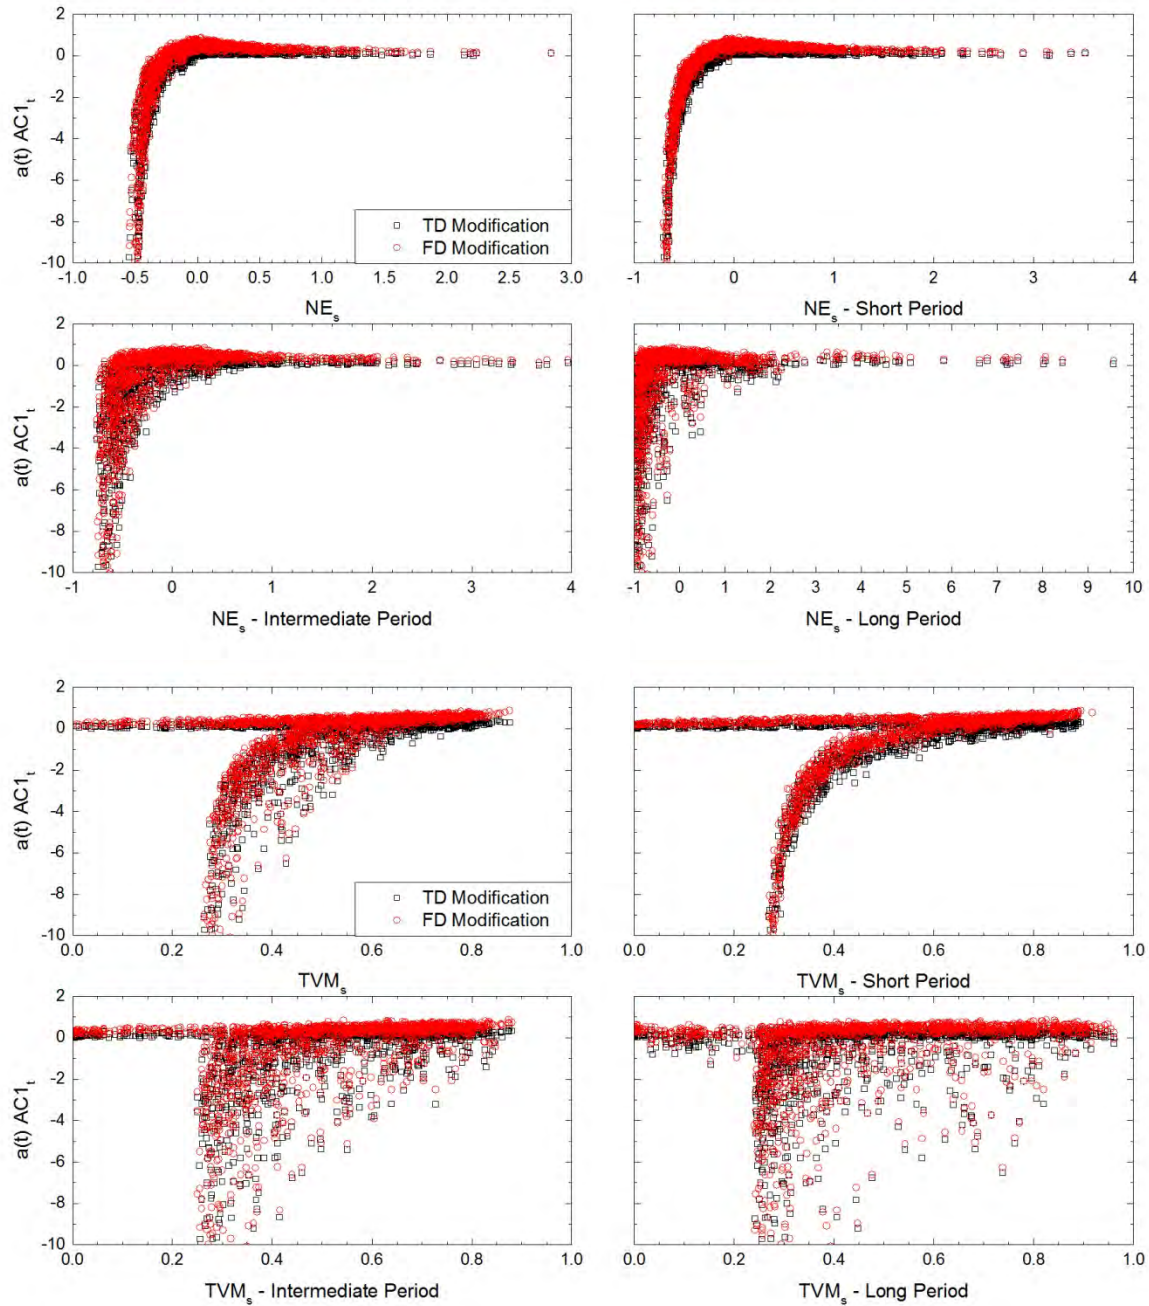 2
0
-2
-4
-6
-8
-10
a(t) AC1t
TD Modification
FD Modification
-1.0 -0.5 0.0 0.5 1.0 1.5 2.0 2.5 3.0
NEs
2
0
-2
-4
-6
-8
-10
-1 0 1 2 3 4
NEs - Short Period
2
0
-2
-4
-6
-8
-10
a(t) AC1t
-1 0 1 2 3 4
NEs - Intermediate Period
2
0
-2
-4
-6
-8
-10
-1 0 1 2 3 4 5 6 7 8 9 10
NEs - Long Period
2
0
-2
-4
-6
-8
-10
a(t) AC1t
TD Modification
FD Modification
0.0 0.2 0.4 0.6 0.8 1.0
TVMs
2
0
-2
-4
-6
-8
-10
0.0 0.2 0.4 0.6 0.8 1.0
TVMs - Short Period
2
0
-2
-4
-6
-8
-10
a(t) AC1t
0.0 0.2 0.4 0.6 0.8 1.0
TVMs - Intermediate Period
2
0
-2
-4
-6
-8
-10
0.0 0.2 0.4 0.6 0.8 1.0
TVMs - Long Period